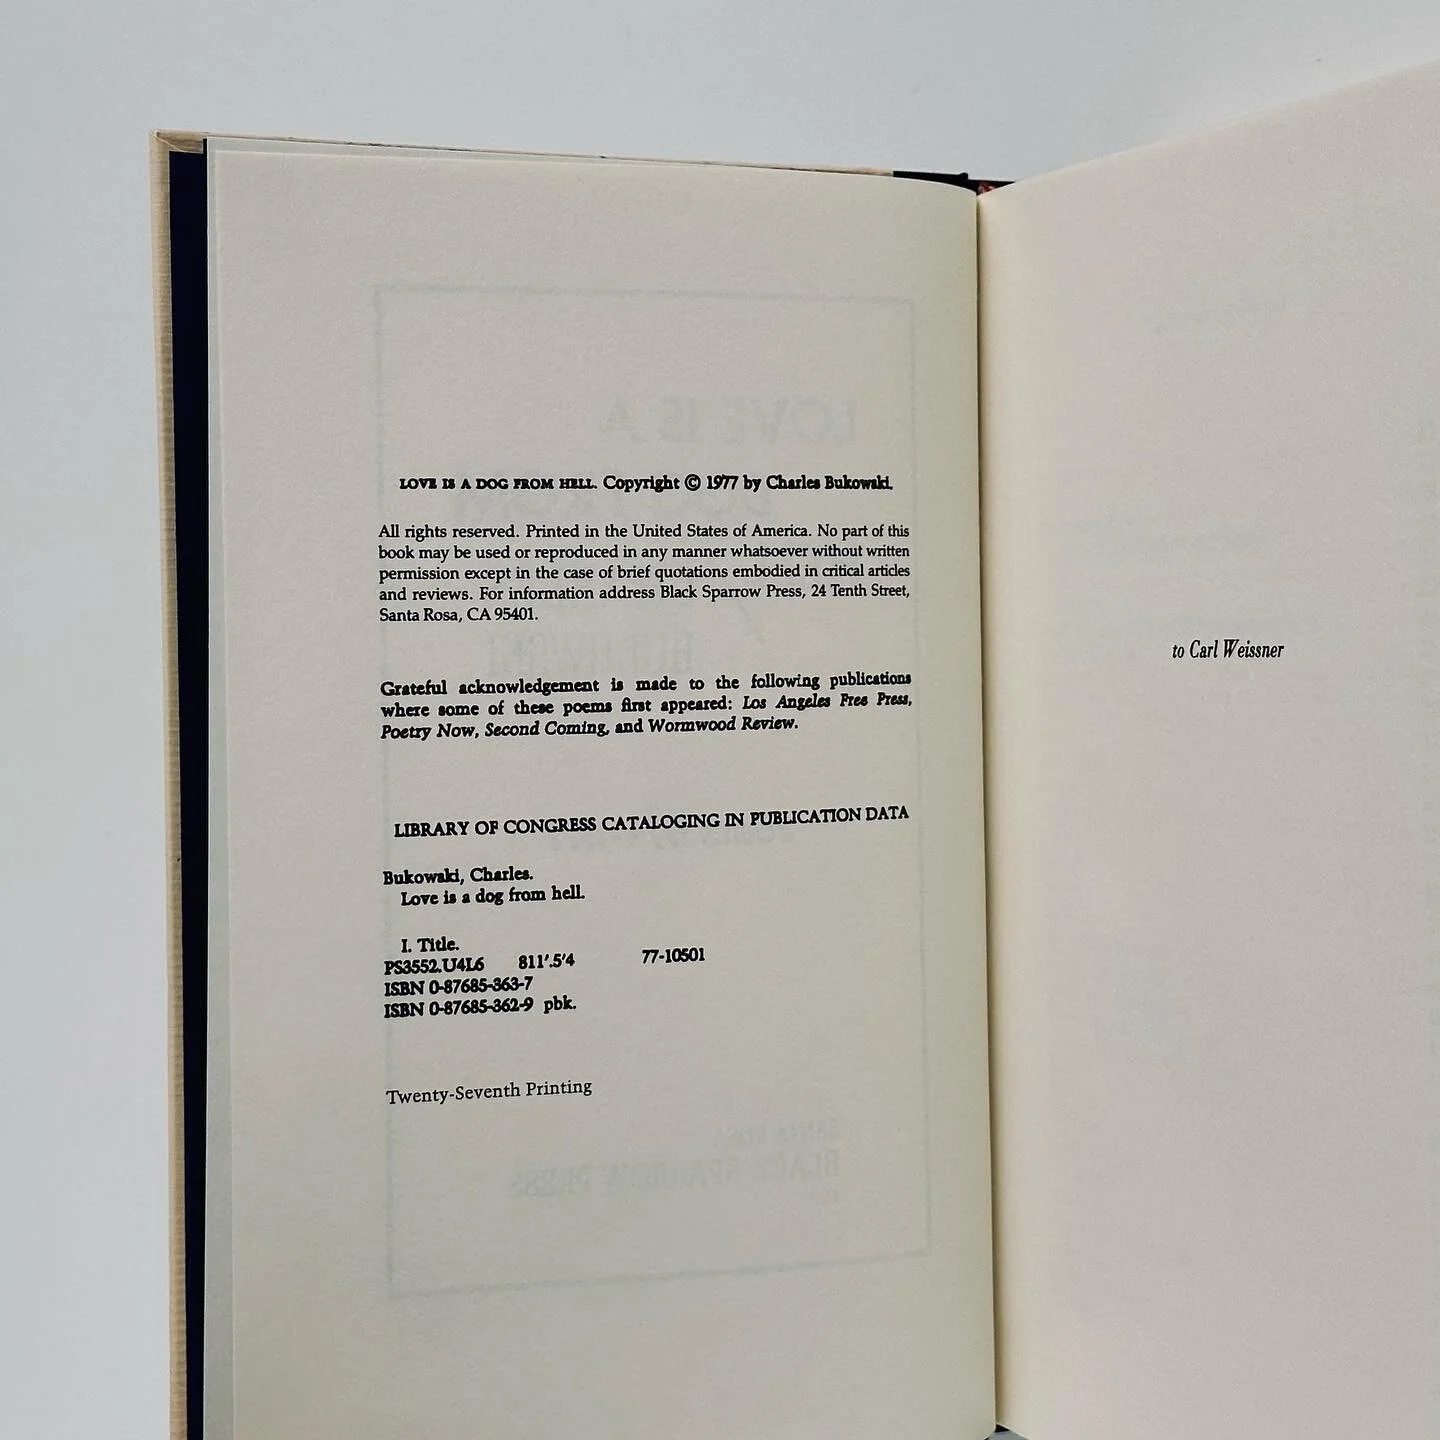 LOVE IS A DOG FROM HELL. Copyright © 1977 by Charles Bukowski.
All rights reserved. Printed in the United States of America. No part of this
book may be used or reproduced in any manner whatsoever without written
permission except in the case of brief quotations embodied in critical articles
and reviews. For information address Black Sparrow Press, 24 Tenth Street,
Santa Rosa, CA 95401.
Grateful acknowledgement is made to the following publications
where some of these poems first appeared: Los Angeles Free Press,
Poetry Now, Second Coming, and Wormwood Review.
LIBRARY OF CONGRESS CATALOGING IN PUBLICATION DATA
Bukowski, Charles.
Love is a dog from hell.
I. Title.
PS3552.U4L6 811'.5'4 77-10501
ISBN 0-87685-363-7
ISBN 0-87685-362-9 pbk.
Twenty-Seventh Printing
to Carl Weissner